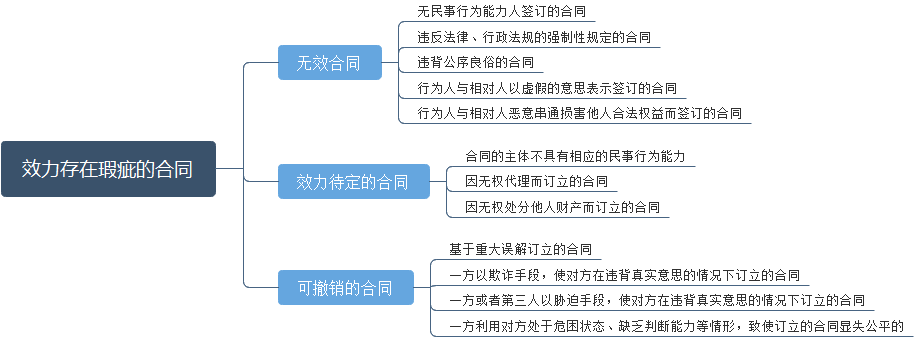 效力存在瑕疵的合同
无效合同
无民事行为能力人签订的合同
违反法律、行政法规的强制性规定的合同
违背公序良俗的合同
行为人与相对人以虚假的意思表示签订的合同
行为人与相对人恶意串通损害他人合法权益而签订的合同
效力待定的合同
合同的主体不具有相应的民事行为能力
因无权代理而订立的合同
因无权处分他人财产而订立的合同
可撤销的合同
基于重大误解订立的合同
一方以欺诈手段，使对方在违背真实意思的情况下订立的合同
一方或者第三人以胁迫手段，使对方在违背真实意思的情况下订立的合同
一方利用对方处于危困状态、缺乏判断能力等情形，致使订立的合同显失公平的